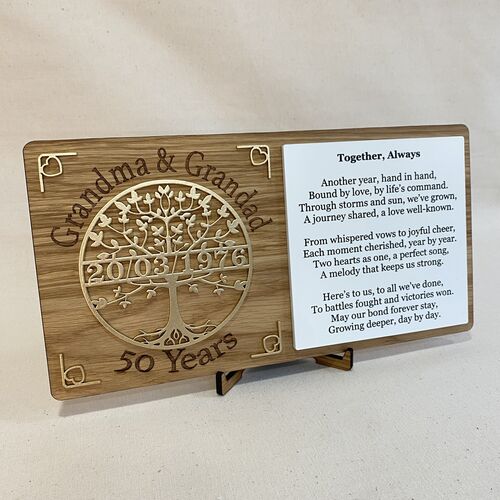 Grandma & Grandad
20/03/1976
50 Years
Together, Always
Another year, hand in hand,
Bound by love, by life's command.
Through storms and sun, we've grown,
A journey shared, a love well-known.
From whispered vows to joyful cheer,
Each moment cherished, year by year.
Two hearts as one, a perfect song,
A melody that keeps us strong.
Here's to us, to all we've done,
To battles fought and victories won.
May our bond forever stay,
Growing deeper, day by day.